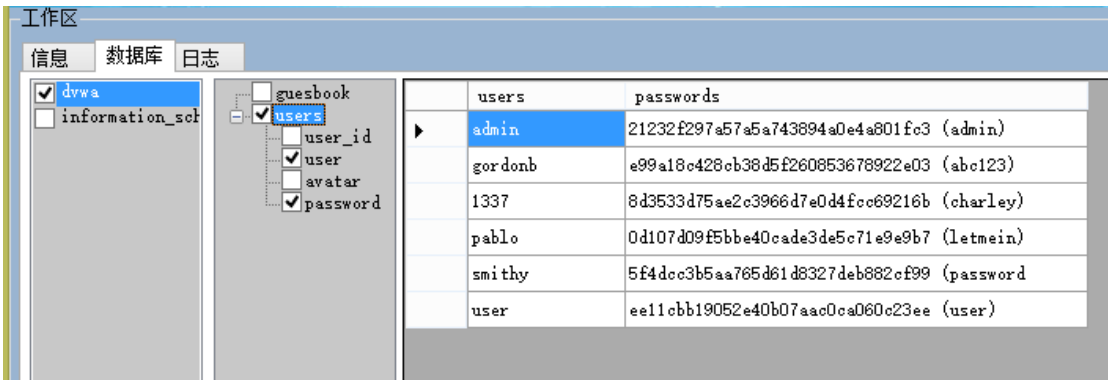 工作区
信息 数据库 日志
dvwa
information_sch
guesbook
users
user_id
user
avatar
password
users passwords
admin 21232f297a57a5a743894a0e4a801fc3 (admin)
gordonb e99a18c428cb38d5f260853678922e03 (abc123)
1337 8d3533d75ae2c3966d7e0d4fcc69216b (charley)
pablo 0d107d09f5bbe40cade3de5c71e9e9b7 (letmein)
smithy 5f4dcc3b5aa765d61d8327deb882cf99 (password
user ee11cbb19052e40b07aac0ca060c23ee (user)